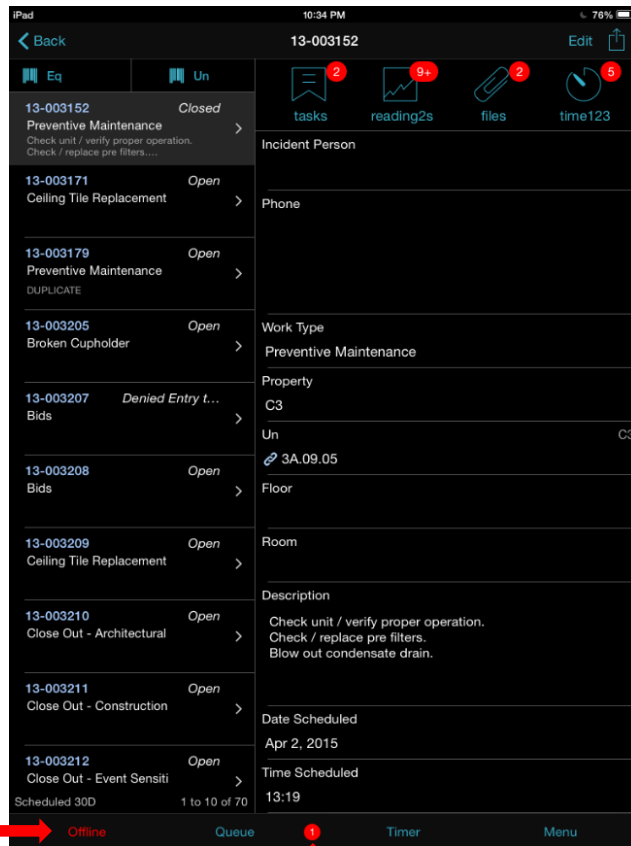 iPad 10:34 PM 76%
Back 13-003152 Edit
Eq Un
2 9+ 2 5
tasks reading2s files time123
13-003152 Closed
Preventive Maintenance
Check unit / verify proper operation.
Check / replace pre filters....
13-003171 Open
Ceiling Tile Replacement
13-003179 Open
Preventive Maintenance
DUPLICATE
13-003205 Open
Broken Cupholder
13-003207 Denied Entry t...
Bids
13-003208 Open
Bids
13-003209 Open
Ceiling Tile Replacement
13-003210 Open
Close Out - Architectural
13-003211 Open
Close Out - Construction
13-003212 Open
Close Out - Event Sensiti
Scheduled 30D 1 to 10 of 70
Incident Person
Phone
Work Type
Preventive Maintenance
Property
C3
Un C3
3A.09.05
Floor
Room
Description
Check unit / verify proper operation.
Check / replace pre filters.
Blow out condensate drain.
Date Scheduled
Apr 2, 2015
Time Scheduled
13:19
Offline Queue 1 Timer Menu